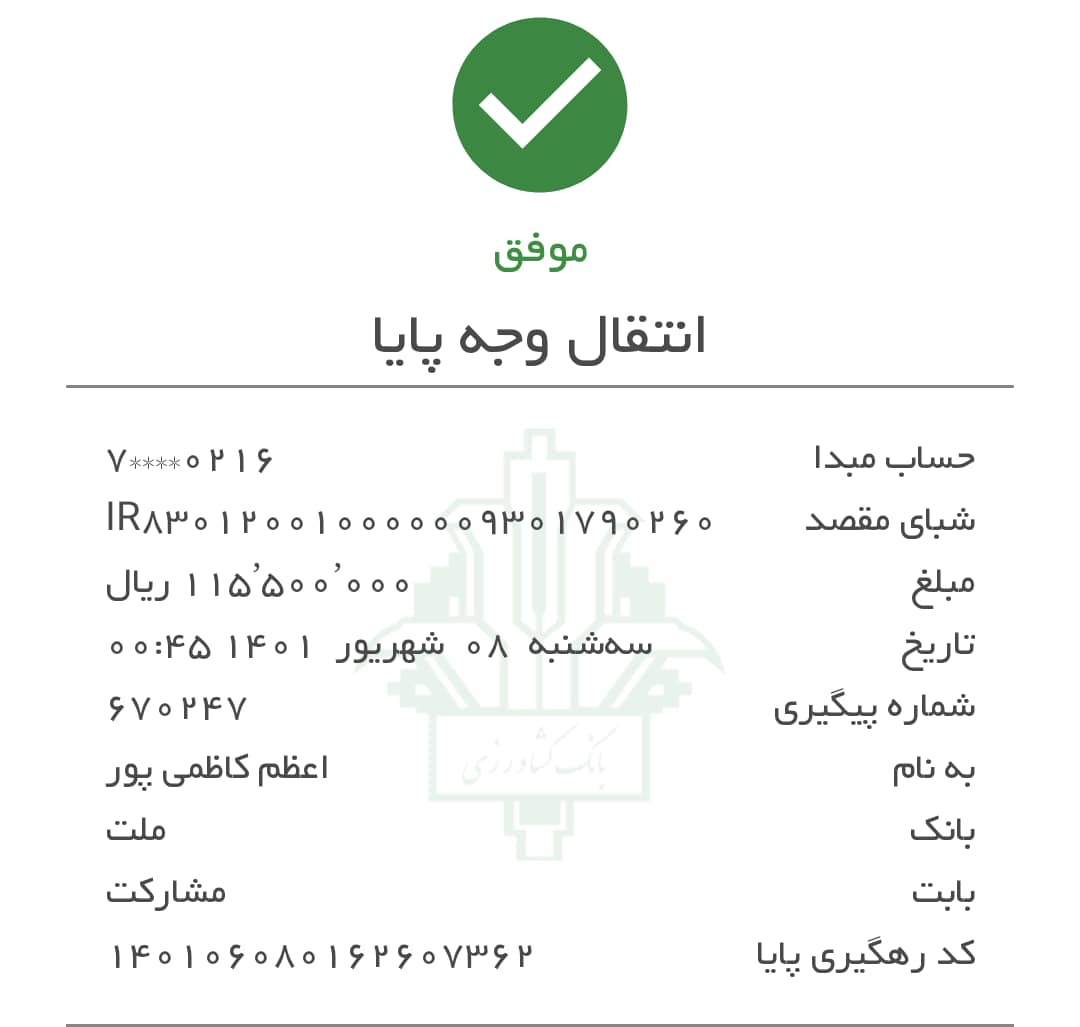 موفق
انتقال وجه پایا
حساب مبدا ۷****۰۲۱۶
شبای مقصد IR۸۳۰۱۲۰۰۱۰۰۰۰۰۰۹۳۰۱۷۹۰۲۶۰
مبلغ ۱۱۵٬۵۰۰٬۰۰۰ ریال
تاریخ سه‌شنبه ۰۸ شهریور ۱۴۰۱ ۰۰:۴۵
شماره پیگیری ۶۷۰۲۴۷
به نام اعظم کاظمی پور
بانک ملت
بابت مشارکت
کد رهگیری پایا ۱۴۰۱۰۶۰۸۰۱۶۲۶۰۷۳۶۲
بانک کشاورزی